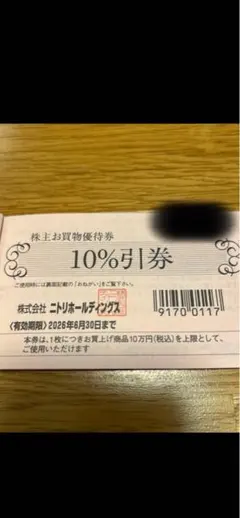 株主お買物優待券
10%引券
ご使用時には裏面記載の「おねがい」をご覧下さい。
株式会社 ニトリホールディングス
〈有効期限〉2026年6月30日まで
9170 0117
本券は、1枚につきお買上げ商品10万円(税込)を上限として、
ご使用いただけます